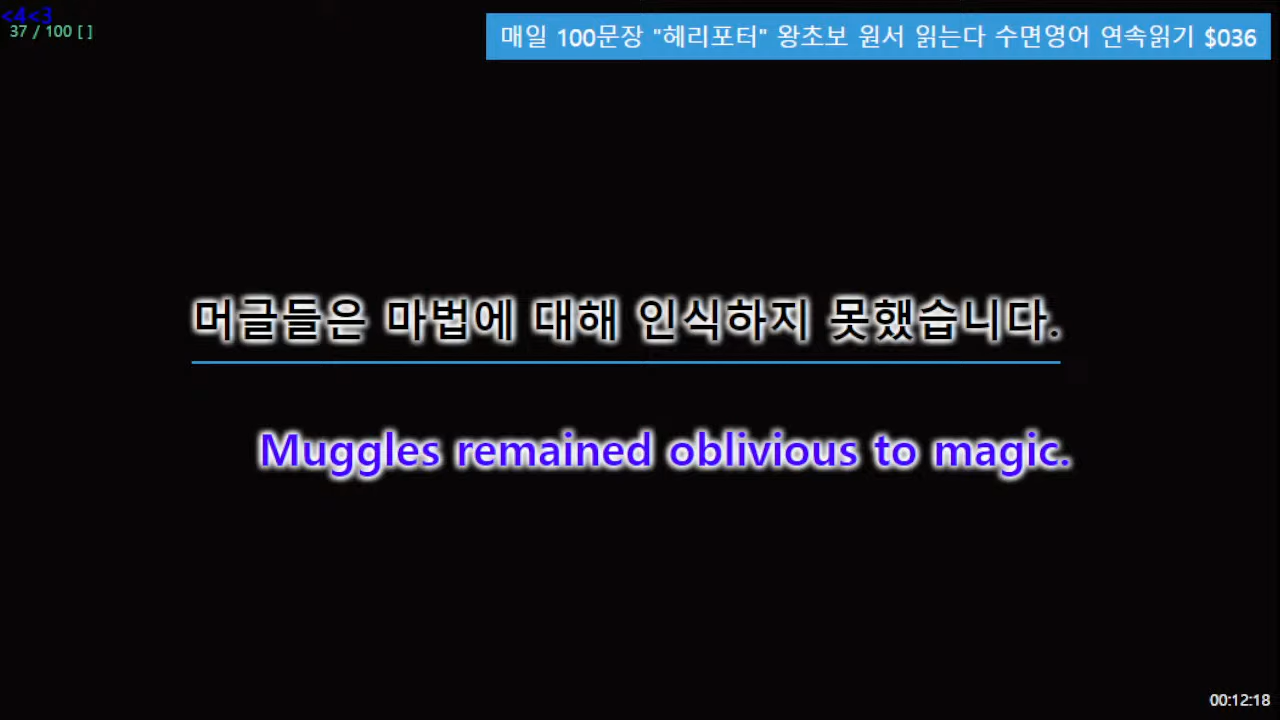 <4<3
37 / 100 [ ]
매일 100문장 "헤리포터" 왕초보 원서 읽는다 수면영어 연속읽기 $036
머글들은 마법에 대해 인식하지 못했습니다.
Muggles remained oblivious to magic.
00:12:18